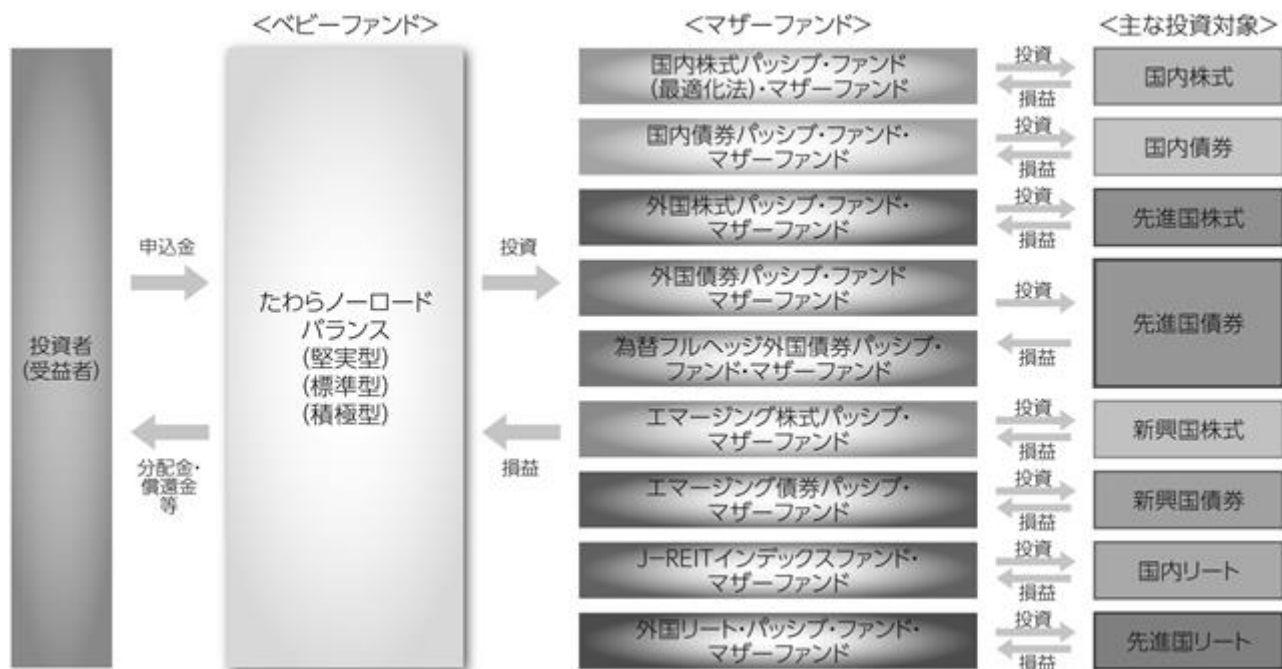 <ベビーファンド>
<マザーファンド>
<主な投資対象>
投資者
(受益者)
申込金
分配金・
償還金
等
たわらノーロード
バランス
(堅実型)
(標準型)
(積極型)
投資
損益
国内株式パッシブ・ファンド
(最適化法)・マザーファンド
投資
損益
国内株式
国内債券パッシブ・ファンド・
マザーファンド
投資
損益
国内債券
外国株式パッシブ・ファンド・
マザーファンド
投資
損益
先進国株式
外国債券パッシブ・ファンド
マザーファンド
為替フルヘッジ外国債券パッシブ・
ファンド・マザーファンド
投資
損益
先進国債券
エマージング株式パッシブ・
マザーファンド
投資
損益
新興国株式
エマージング債券パッシブ・
マザーファンド
投資
損益
新興国債券
J-REITインデックスファンド・
マザーファンド
投資
損益
国内リート
外国リート・パッシブ・ファンド・
マザーファンド
投資
損益
先進国リート